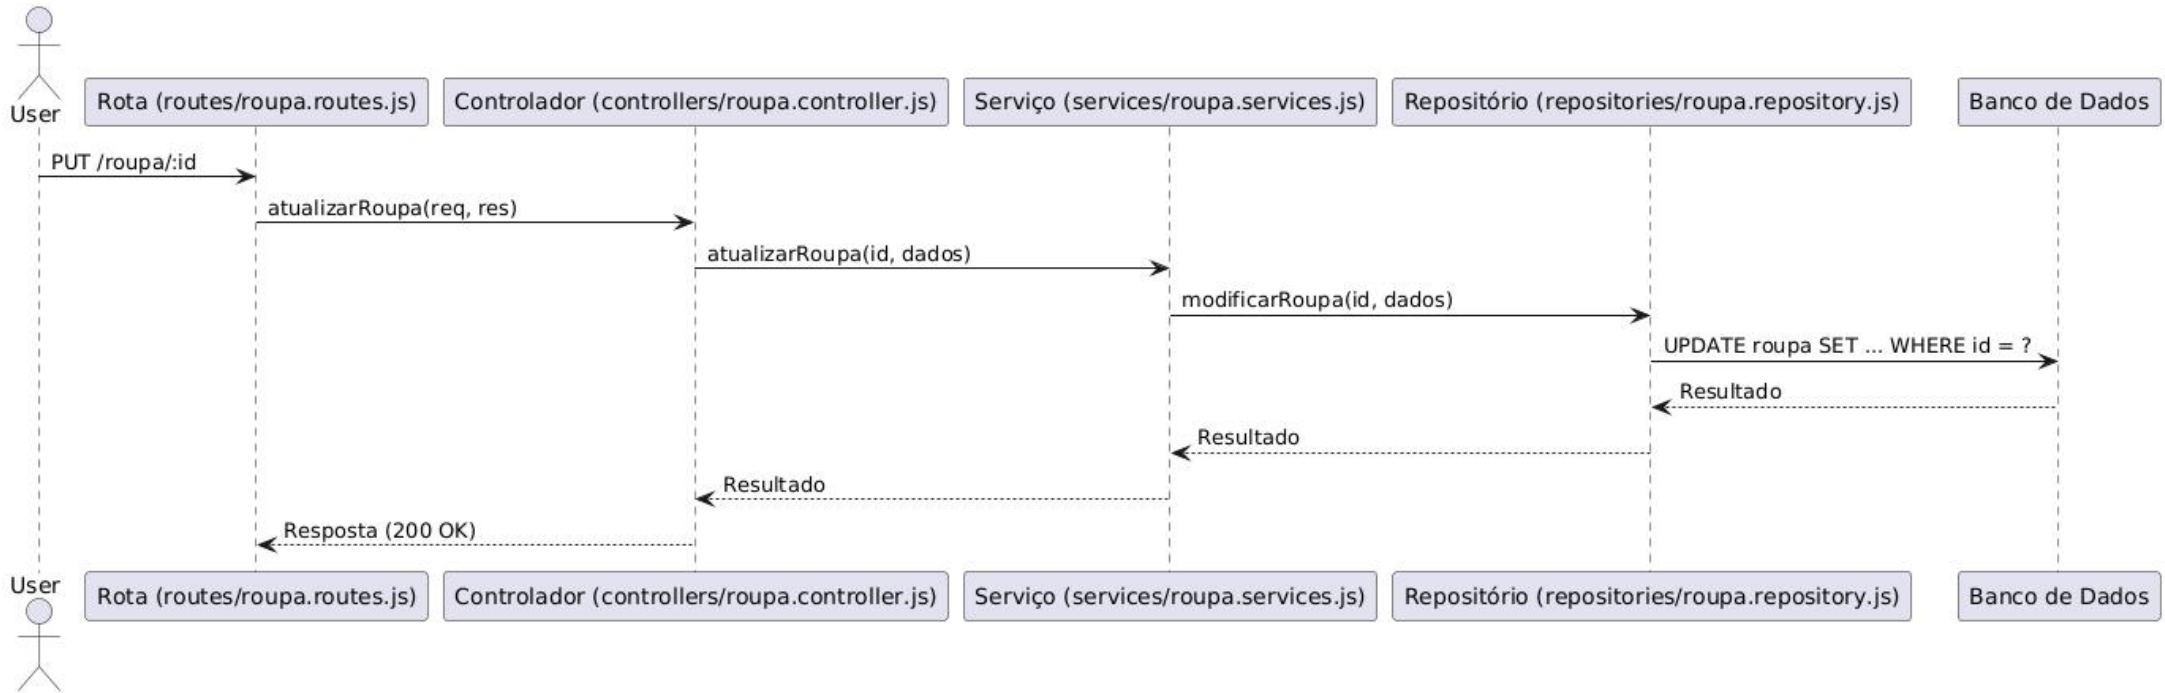 User
Rota (routes/roupa.routes.js)
Controlador (controllers/roupa.controller.js)
Serviço (services/roupa.services.js)
Repositório (repositories/roupa.repository.js)
Banco de Dados
PUT /roupa/:id
atualizarRoupa(req, res)
atualizarRoupa(id, dados)
modificarRoupa(id, dados)
UPDATE roupa SET ... WHERE id = ?
Resultado
Resultado
Resultado
Resposta (200 OK)
User
Rota (routes/roupa.routes.js)
Controlador (controllers/roupa.controller.js)
Serviço (services/roupa.services.js)
Repositório (repositories/roupa.repository.js)
Banco de Dados